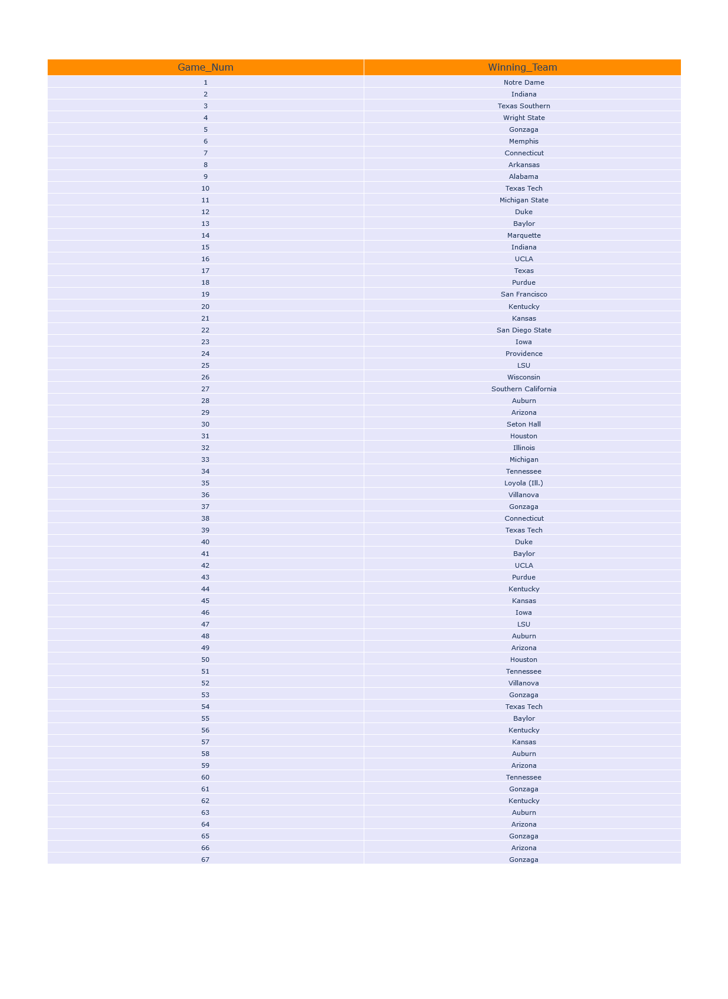 Game_Num Winning_Team
1 Notre Dame
2 Indiana
3 Texas Southern
4 Wright State
5 Gonzaga
6 Memphis
7 Connecticut
8 Arkansas
9 Alabama
10 Texas Tech
11 Michigan State
12 Duke
13 Baylor
14 Marquette
15 Indiana
16 UCLA
17 Texas
18 Purdue
19 San Francisco
20 Kentucky
21 Kansas
22 San Diego State
23 Iowa
24 Providence
25 LSU
26 Wisconsin
27 Southern California
28 Auburn
29 Arizona
30 Seton Hall
31 Houston
32 Illinois
33 Michigan
34 Tennessee
35 Loyola (Ill.)
36 Villanova
37 Gonzaga
38 Connecticut
39 Texas Tech
40 Duke
41 Baylor
42 UCLA
43 Purdue
44 Kentucky
45 Kansas
46 Iowa
47 LSU
48 Auburn
49 Arizona
50 Houston
51 Tennessee
52 Villanova
53 Gonzaga
54 Texas Tech
55 Baylor
56 Kentucky
57 Kansas
58 Auburn
59 Arizona
60 Tennessee
61 Gonzaga
62 Kentucky
63 Auburn
64 Arizona
65 Gonzaga
66 Arizona
67 Gonzaga